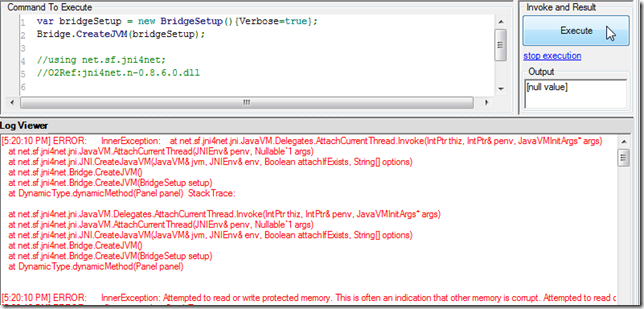 Command To Execute
Invoke and Result
1 var bridgeSetup = new BridgeSetup(){Verbose=true};
2 Bridge.CreateJVM(bridgeSetup);
3
4 //using net.sf.jni4net;
5 //O2Ref:jni4net.n-0.8.6.0.dll
6
Execute
stop execution
Output
[null value]
Log Viewer
[5:20:10 PM] ERROR: InnerException: at net.sf.jni4net.jni.JavaVM.Delegates.AttachCurrentThread.Invoke(IntPtr thiz, IntPtr& penv, JavaVMInitArgs* args)
at net.sf.jni4net.jni.JavaVM.AttachCurrentThread(JNIEnv& penv, Nullable`1 args)
at net.sf.jni4net.jni.JNI.CreateJavaVM(JavaVM& jvm, JNIEnv& env, Boolean attachIfExists, String[] options)
at net.sf.jni4net.Bridge.CreateJVM()
at net.sf.jni4net.Bridge.CreateJVM(BridgeSetup setup)
at DynamicType.dynamicMethod(Panel panel) StackTrace:
at net.sf.jni4net.jni.JavaVM.Delegates.AttachCurrentThread.Invoke(IntPtr thiz, IntPtr& penv, JavaVMInitArgs* args)
at net.sf.jni4net.jni.JavaVM.AttachCurrentThread(JNIEnv& penv, Nullable`1 args)
at net.sf.jni4net.jni.JNI.CreateJavaVM(JavaVM& jvm, JNIEnv& env, Boolean attachIfExists, String[] options)
at net.sf.jni4net.Bridge.CreateJVM()
at net.sf.jni4net.Bridge.CreateJVM(BridgeSetup setup)
at DynamicType.dynamicMethod(Panel panel)
[5:20:10 PM] ERROR: InnerException: Attempted to read or write protected memory. This is often an indication that other memory is corrupt. Attempted to read